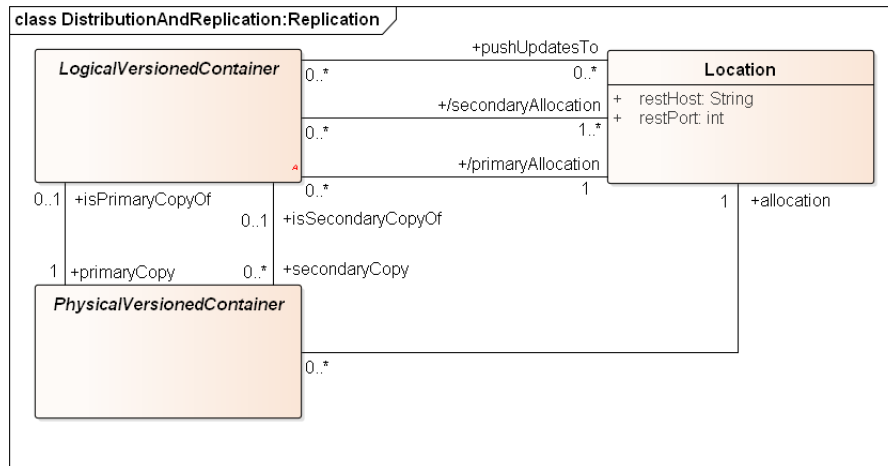 class DistributionAndReplication:Replication
LogicalVersionedContainer
+pushUpdatesTo
0..*
0..*
Location
+ restHost: String
+ restPort: int
+/secondaryAllocation
0..*
1..*
+/primaryAllocation
0..*
1
A
0..1
+isPrimaryCopyOf
0..1
+isSecondaryCopyOf
1
+allocation
1
+primaryCopy
0..*
+secondaryCopy
PhysicalVersionedContainer
0..*